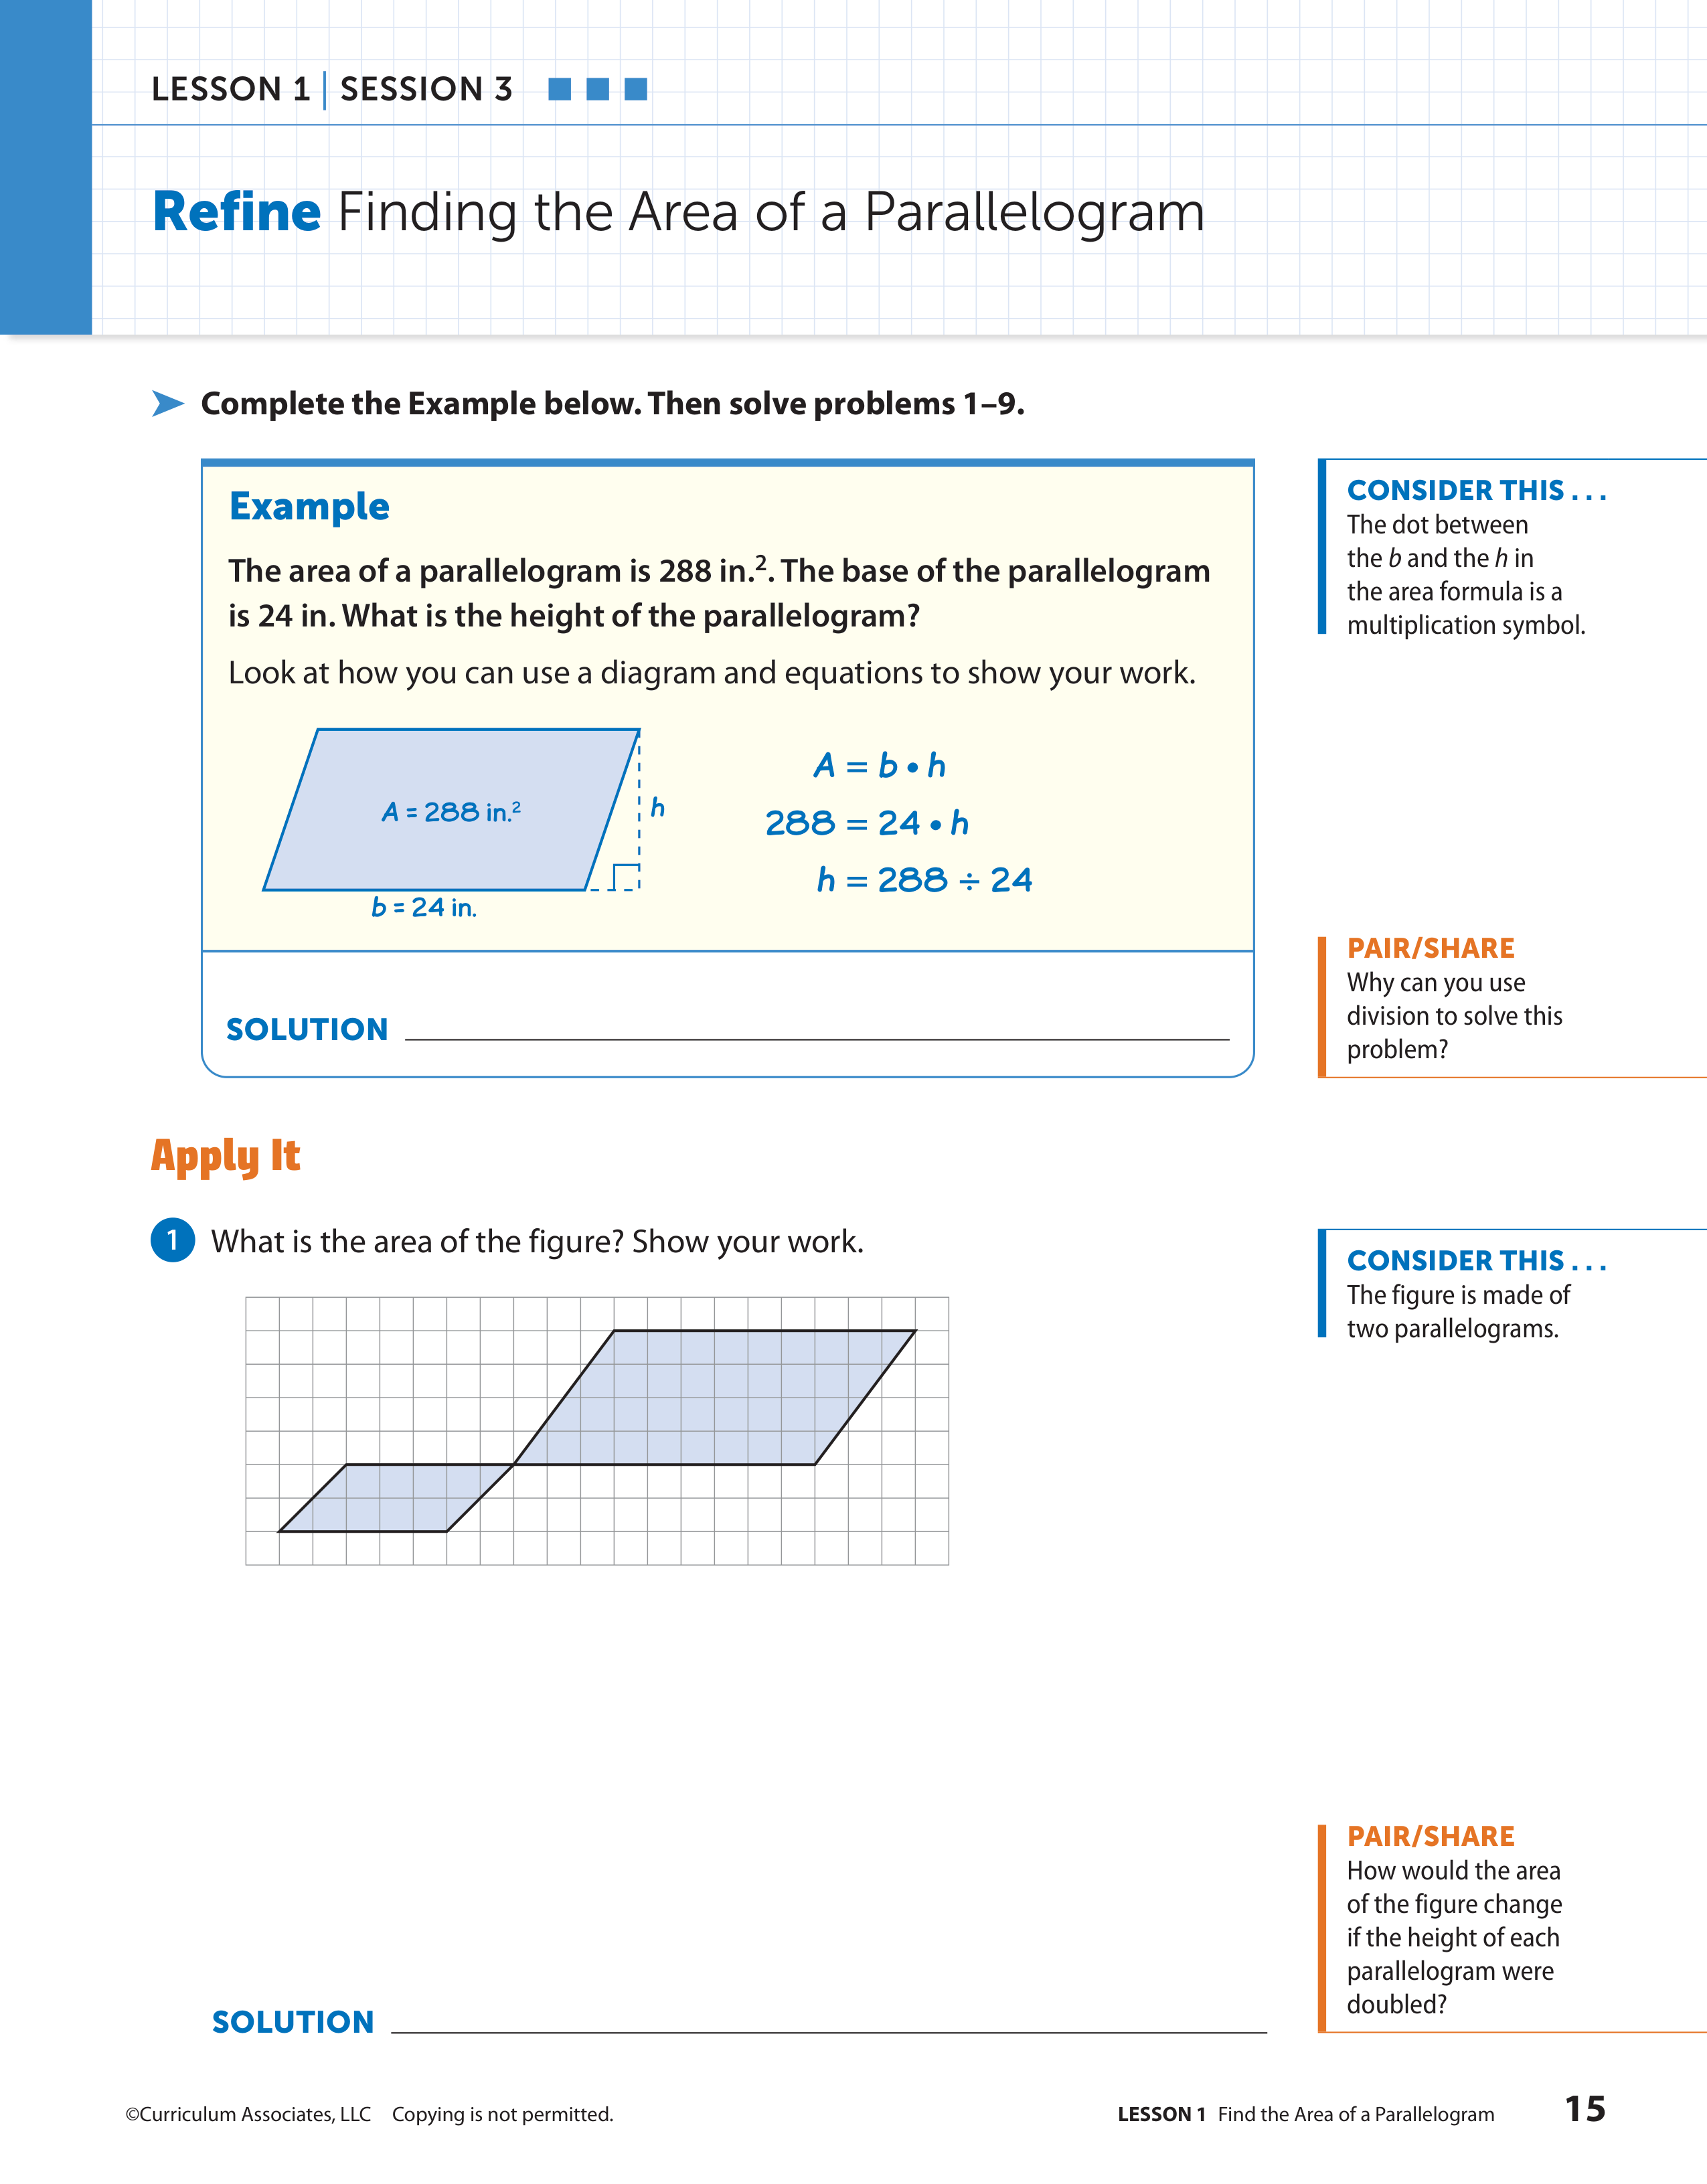 LESSON 1 | SESSION 3
Refine Finding the Area of a Parallelogram
Complete the Example below. Then solve problems 1–9.
Example
The area of a parallelogram is 288 in.². The base of the parallelogram
is 24 in. What is the height of the parallelogram?
Look at how you can use a diagram and equations to show your work.
A = 288 in.²
h
b = 24 in.
A = b • h
288 = 24 • h
h = 288 ÷ 24
SOLUTION
CONSIDER THIS . . .
The dot between
the b and the h in
the area formula is a
multiplication symbol.
PAIR/SHARE
Why can you use
division to solve this
problem?
Apply It
1 What is the area of the figure? Show your work.
CONSIDER THIS . . .
The figure is made of
two parallelograms.
PAIR/SHARE
How would the area
of the figure change
if the height of each
parallelogram were
doubled?
SOLUTION
©Curriculum Associates, LLC Copying is not permitted.
LESSON 1 Find the Area of a Parallelogram 15